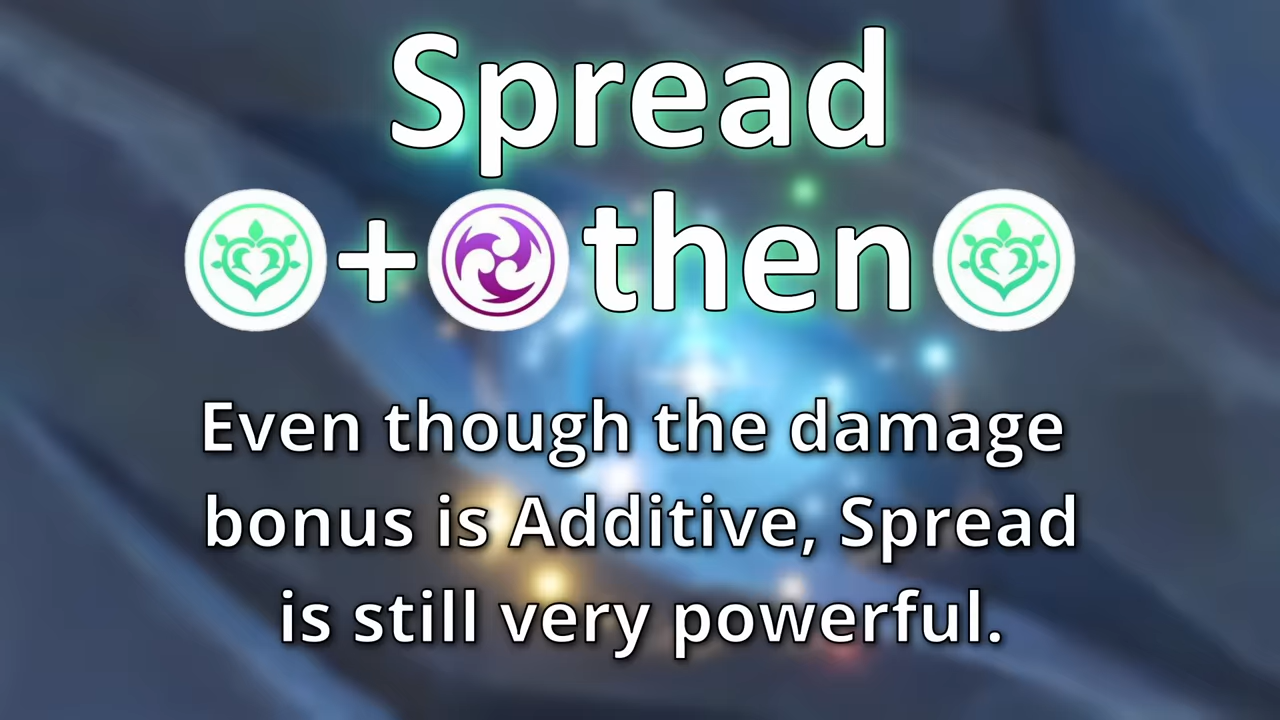 Spread
+ then
Even though the damage
bonus is Additive, Spread
is still very powerful.